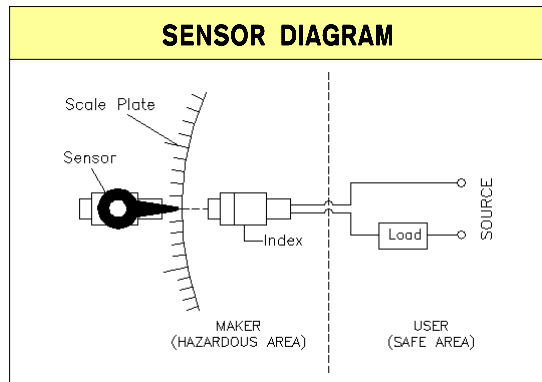 SENSOR DIAGRAM
Scale Plate
Sensor
Index
Load
SOURCE
MAKER
(HAZARDOUS AREA)
USER
(SAFE AREA)